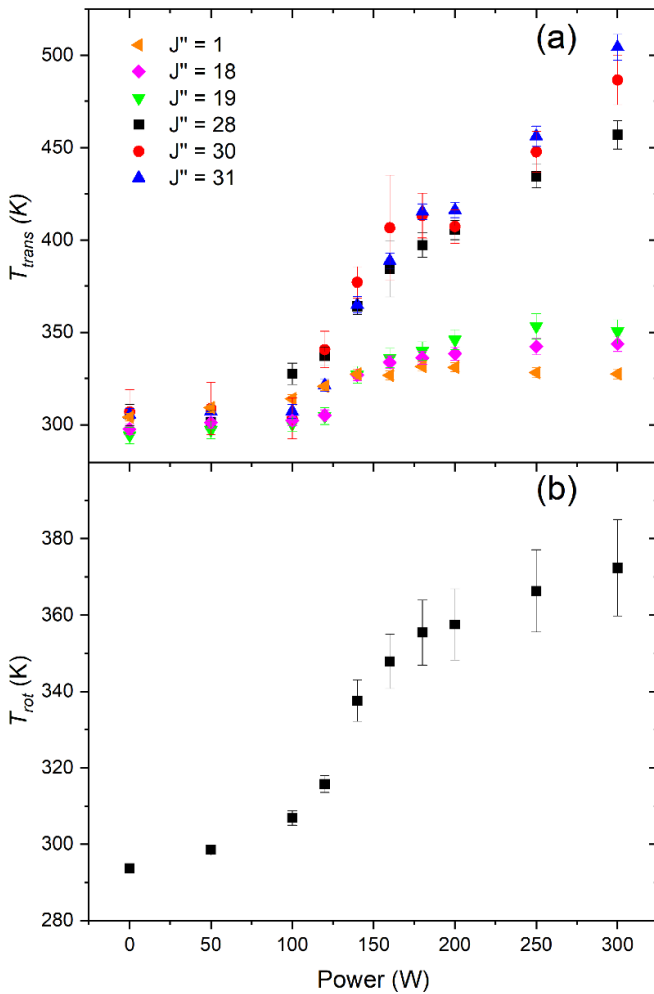 (a)
J" = 1
J" = 18
J" = 19
J" = 28
J" = 30
J" = 31
500
450
400
350
300
T_trans (K)
(b)
380
360
340
320
300
280
T_rot (K)
0 50 100 150 200 250 300
Power (W)